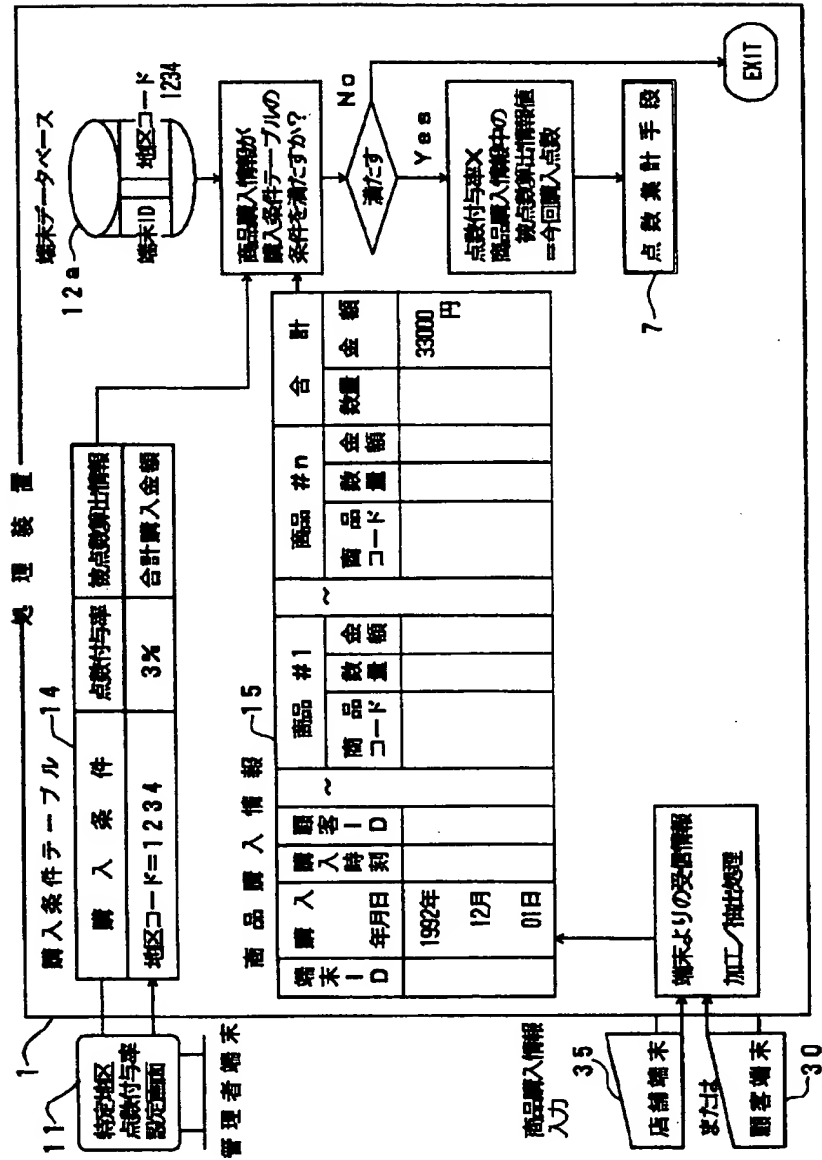 処理装置
1
11
特定地区
点数付与率
設定画面
管理者端末
購入条件テーブル 14
購入条件 点数付与率 被点数算出情報
地区コード=1234 3% 合計購入金額
端末データベース
12a
端末ID 地区コード
1234
商品購入情報が
購入条件テーブルの
条件を満たすか?
満たす
No
Yes
点数付与率×
商品購入情報中の
被点数算出情報値
=今回購入点数
点数集計手段
7
EXIT
商品購入情報 15
端末ID
購入
年月日
購入時刻
顧客ID
~
商品 #1
商品コード 数量 金額
~
商品 #n
商品コード 数量 金額
合計
数量 金額
1992年
12月
01日
33000
円
端末よりの受信情報
加工/抽出処理
商品購入情報
入力
店舗端末
35
または
顧客端末
30